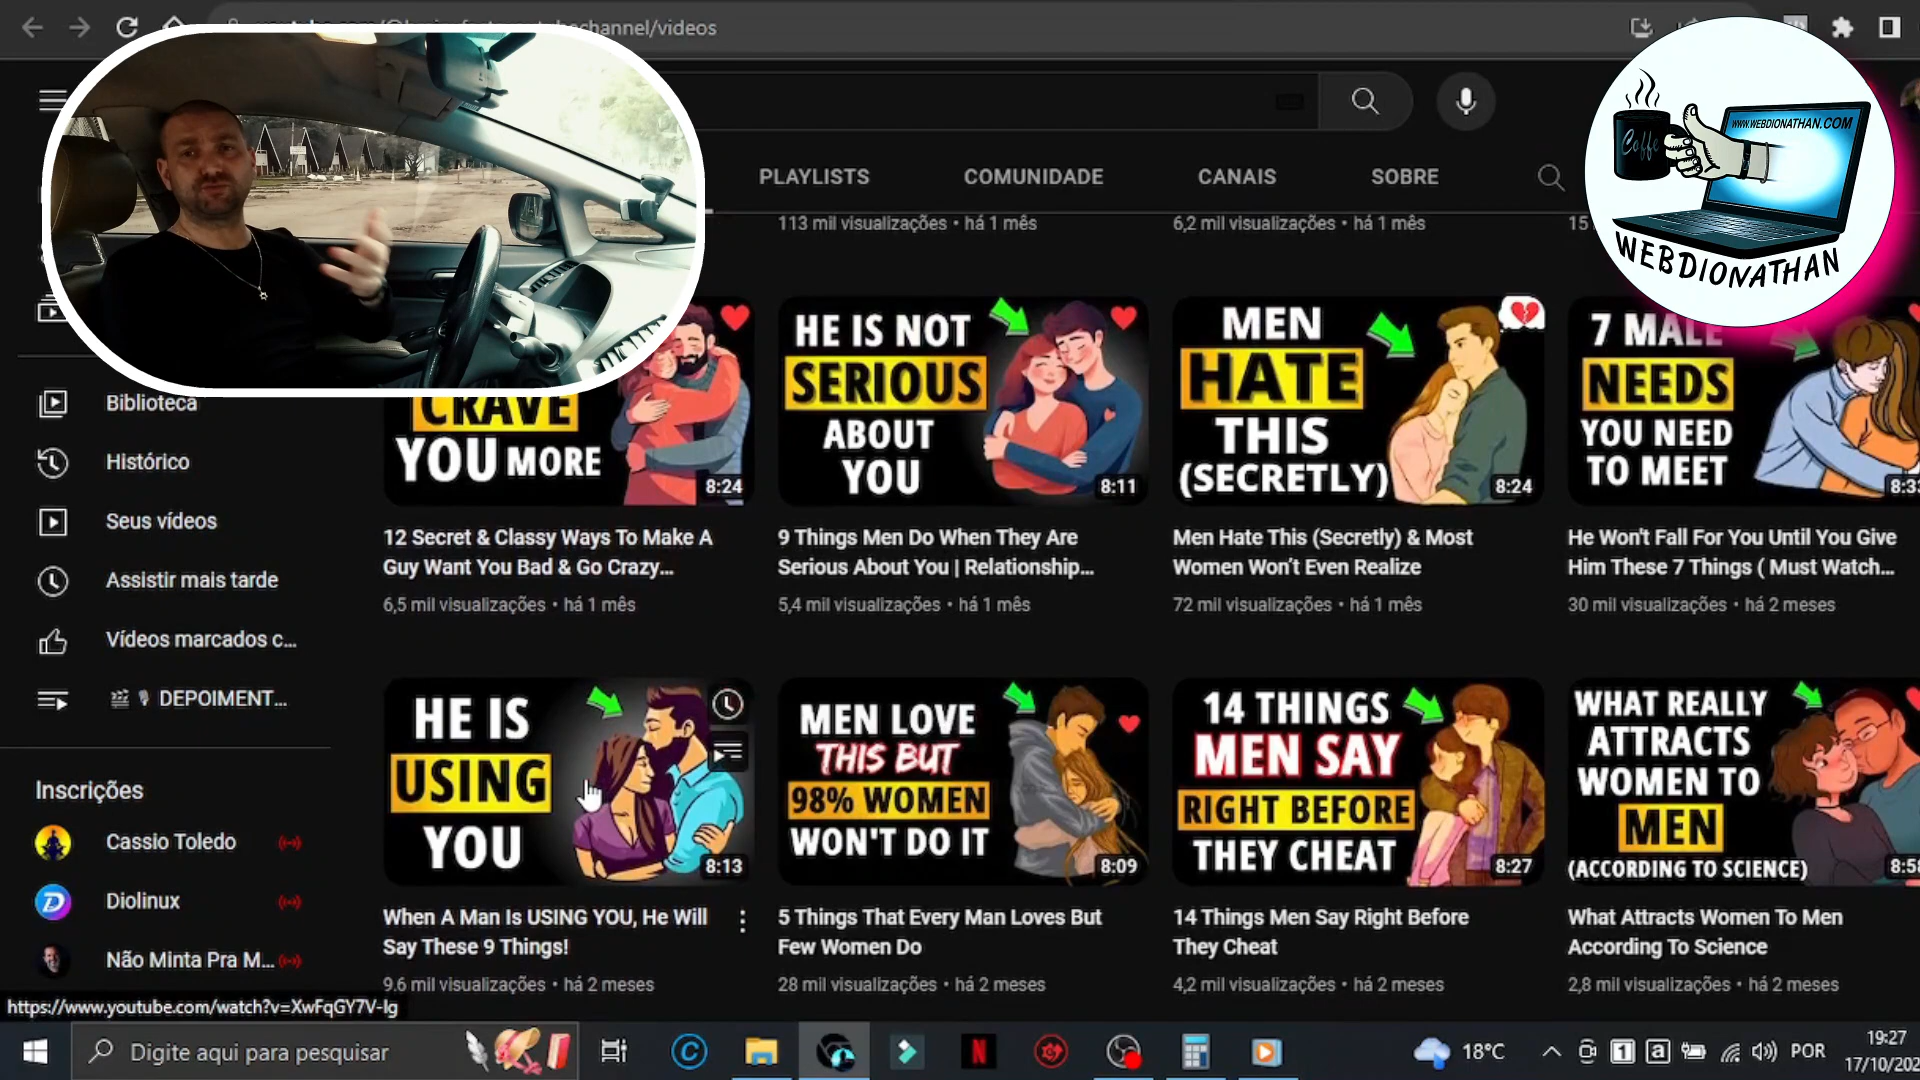 channel/videos
PLAYLISTS
COMUNIDADE
CANAIS
SOBRE
WWW.WEBDIONATHAN.COM
Coffe
WEBDIONATHAN
113 mil visualizações • há 1 mês
6,2 mil visualizações • há 1 mês
15
CRAVE
YOU MORE
8:24
HE IS NOT
SERIOUS
ABOUT
YOU
8:11
MEN
HATE
THIS
(SECRETLY)
8:24
7 MALE
NEEDS
YOU NEED
TO MEET
Biblioteca
Histórico
Seus vídeos
Assistir mais tarde
Vídeos marcados c...
DEPOIMENT...
12 Secret & Classy Ways To Make A
Guy Want You Bad & Go Crazy...
6,5 mil visualizações • há 1 mês
9 Things Men Do When They Are
Serious About You | Relationship...
5,4 mil visualizações • há 1 mês
Men Hate This (Secretly) & Most
Women Won't Even Realize
72 mil visualizações • há 1 mês
He Won't Fall For You Until You Give
Him These 7 Things ( Must Watch...
30 mil visualizações • há 2 meses
HE IS
USING
YOU
8:13
MEN LOVE
THIS BUT
98% WOMEN
WON'T DO IT
8:09
14 THINGS
MEN SAY
RIGHT BEFORE
THEY CHEAT
8:27
WHAT REALLY
ATTRACTS
WOMEN TO
MEN
(ACCORDING TO SCIENCE)
Inscrições
Cassio Toledo
Diolinux
Não Minta Pra M...
When A Man Is USING YOU, He Will
Say These 9 Things!
9.6 mil visualizações • há 2 meses
5 Things That Every Man Loves But
Few Women Do
28 mil visualizações • há 2 meses
14 Things Men Say Right Before
They Cheat
4,2 mil visualizações • há 2 meses
What Attracts Women To Men
According To Science
2,8 mil visualizações • há 2 meses
https://www.youtube.com/watch?v=XwFqGY7V-lg
Digite aqui para pesquisar
18°C
POR
19:27
17/10/202